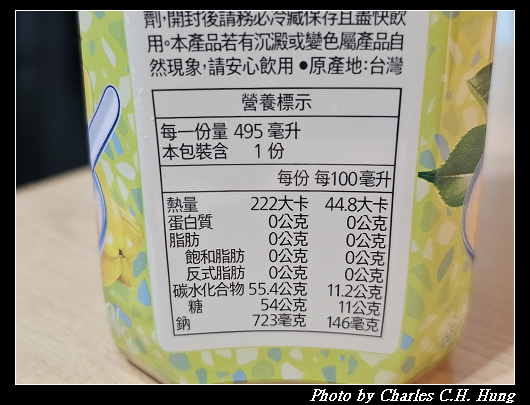 劑,開封後請務必冷藏保存且盡快飲
用。本產品若有沉澱或變色屬產品自
然現象,請安心飲用 ●原產地:台灣
營養標示
每一份量 495 毫升
本包裝含 1 份
每份 每100毫升
熱量 222大卡 44.8大卡
蛋白質 0公克 0公克
脂肪 0公克 0公克
飽和脂肪 0公克 0公克
反式脂肪 0公克 0公克
碳水化合物 55.4公克 11.2公克
糖 54公克 11公克
鈉 723毫克 146毫克
Photo by Charles C.H. Hung